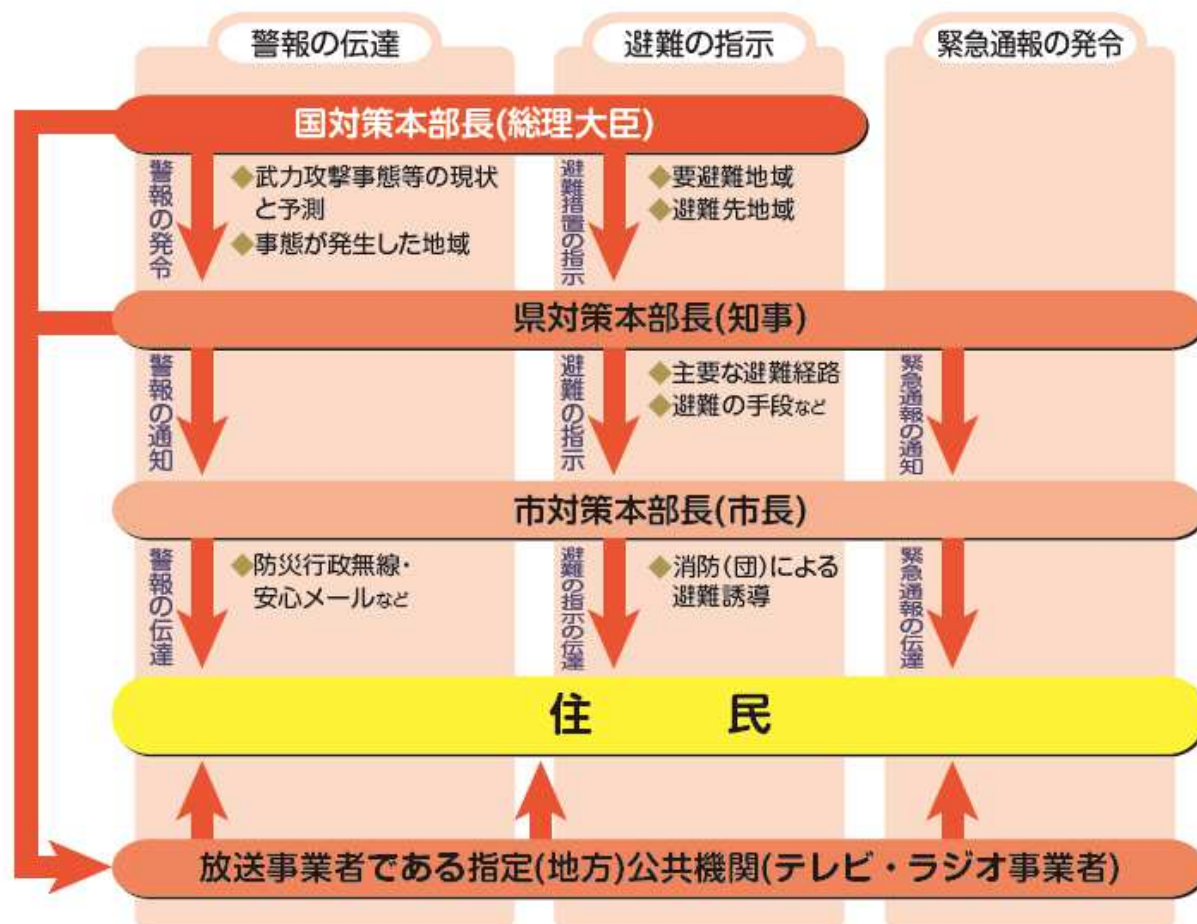 警報の伝達
避難の指示
緊急通報の発令
国対策本部長(総理大臣)
警報の発令
◆武力攻撃事態等の現状
と予測
◆事態が発生した地域
避難措置の指示
◆要避難地域
◆避難先地域
県対策本部長(知事)
警報の通知
避難の指示
◆主要な避難経路
◆避難の手段など
緊急通報の通知
市対策本部長(市長)
警報の伝達
◆防災行政無線・
安心メールなど
避難の指示の伝達
◆消防(団)による
避難誘導
緊急通報の伝達
住 民
放送事業者である指定(地方)公共機関(テレビ・ラジオ事業者)